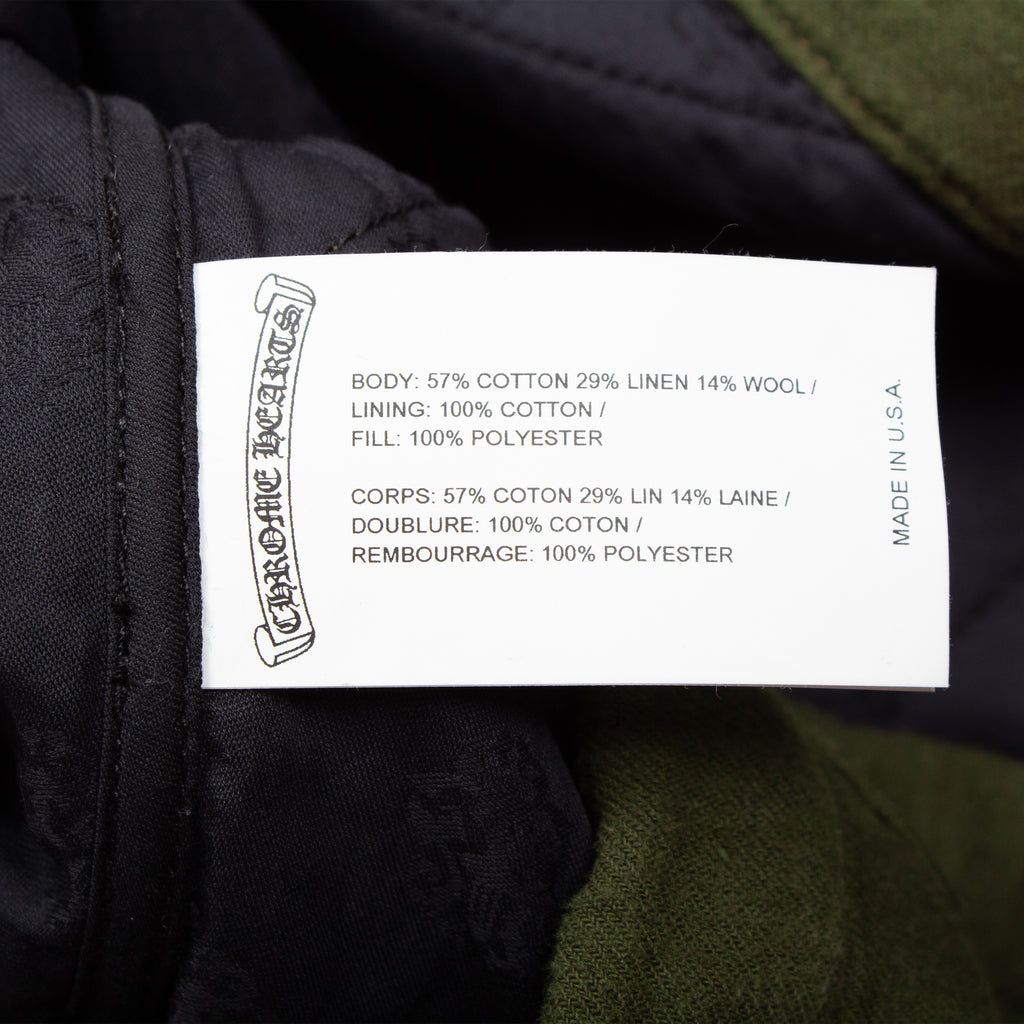 CHROME HEARTS
BODY: 57% COTTON 29% LINEN 14% WOOL /
LINING: 100% COTTON /
FILL: 100% POLYESTER
CORPS: 57% COTON 29% LIN 14% LAINE /
DOUBLURE: 100% COTON /
REMBOURRAGE: 100% POLYESTER
MADE IN U.S.A.